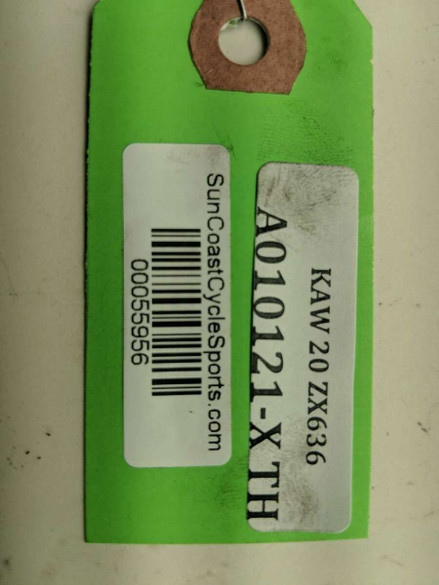 KAW 20 ZX636
A010121-X TH
SunCoastCycleSports.com
00055956